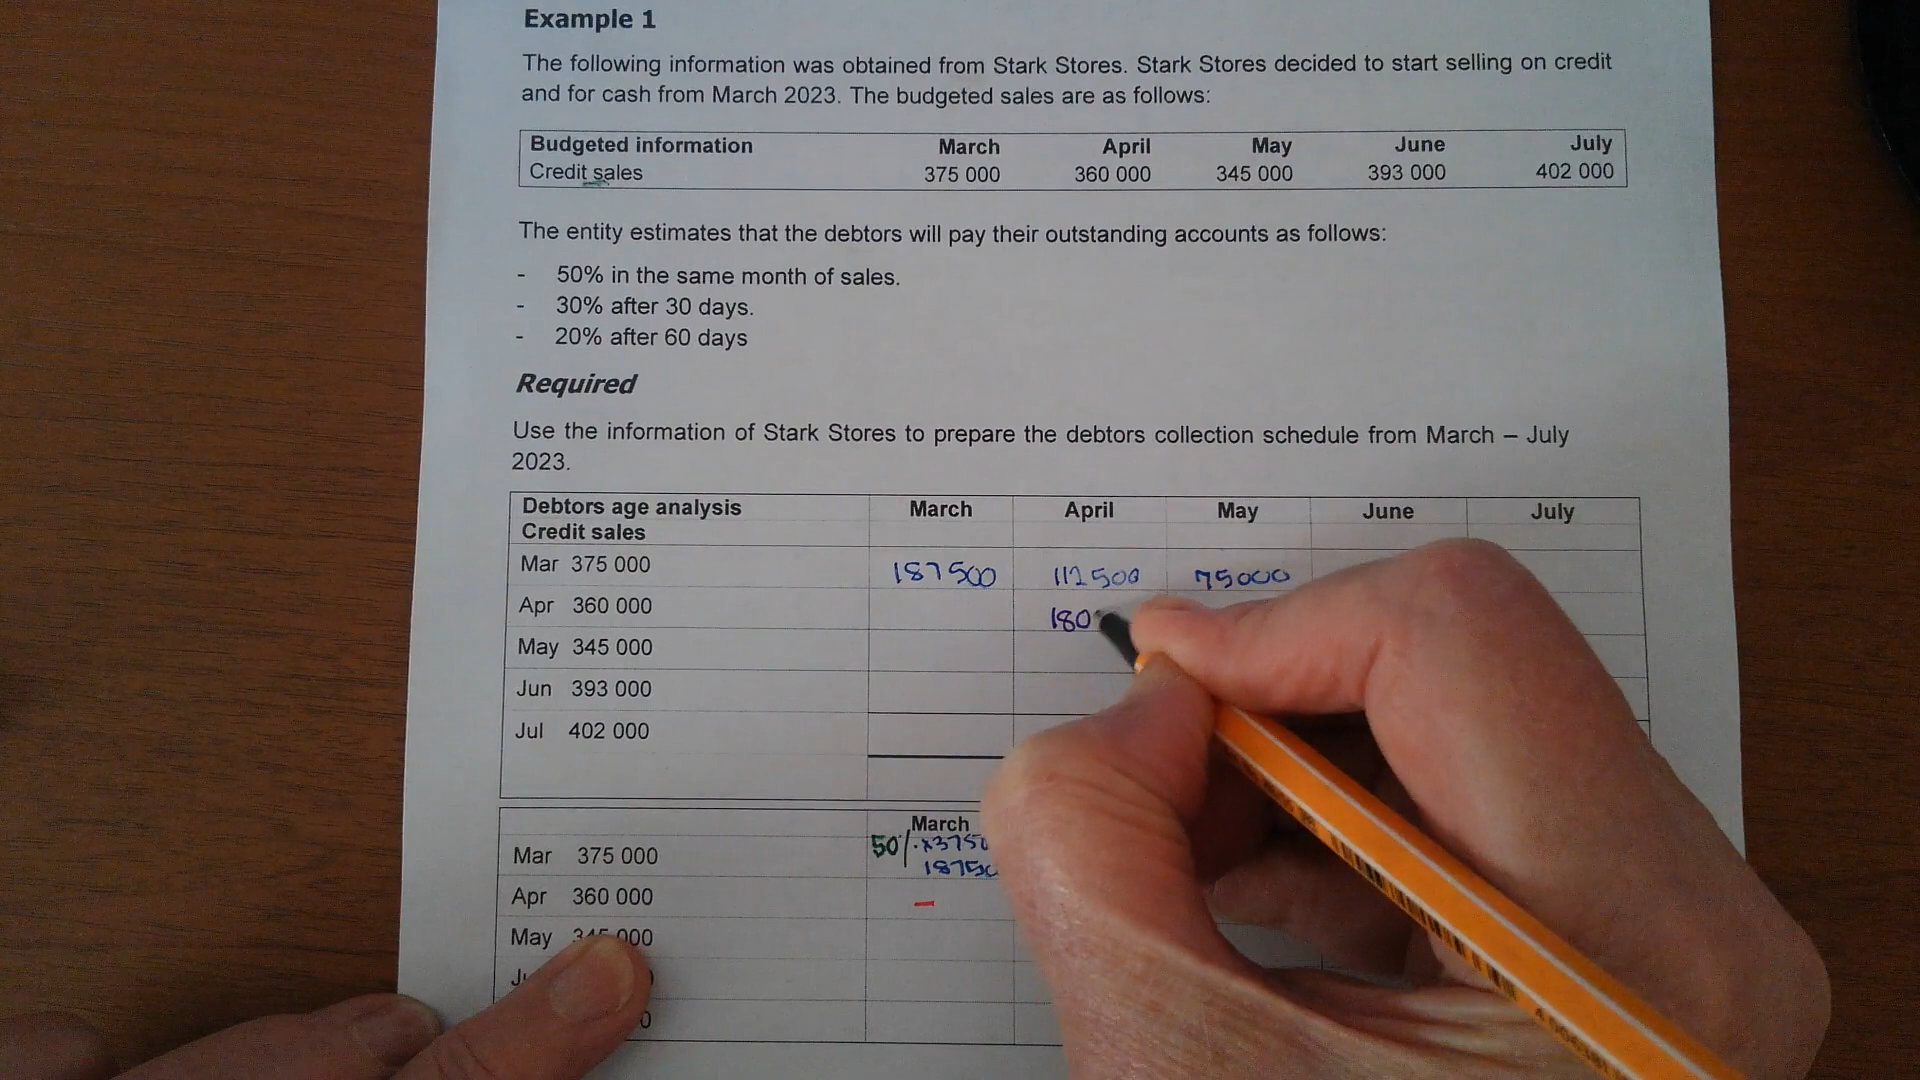 Example 1
The following information was obtained from Stark Stores. Stark Stores decided to start selling on credit
and for cash from March 2023. The budgeted sales are as follows:
Budgeted information March April May June July
Credit sales 375 000 360 000 345 000 393 000 402 000
The entity estimates that the debtors will pay their outstanding accounts as follows:
- 50% in the same month of sales.
- 30% after 30 days.
- 20% after 60 days
Required
Use the information of Stark Stores to prepare the debtors collection schedule from March – July
2023.
Debtors age analysis March April May June July
Credit sales
Mar 375 000 187500 112500 75000
Apr 360 000 180
May 345 000
Jun 393 000
Jul 402 000
March
50% x3750
Mar 375 000 1875
Apr 360 000 –
May 345 000